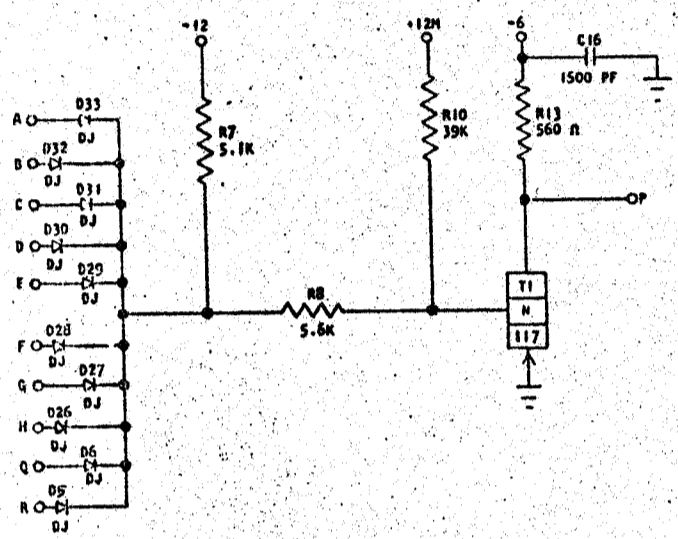 -12
+12M
-6
C16
1500 PF
A
D33
DJ
R7
5.1K
R10
39K
R13
560 Ω
B
D32
DJ
C
D31
DJ
P
D
D30
DJ
E
D29
DJ
T1
N
117
R8
5.6K
F
D28
DJ
G
D27
DJ
H
D26
DJ
Q
D6
DJ
R
D5
DJ